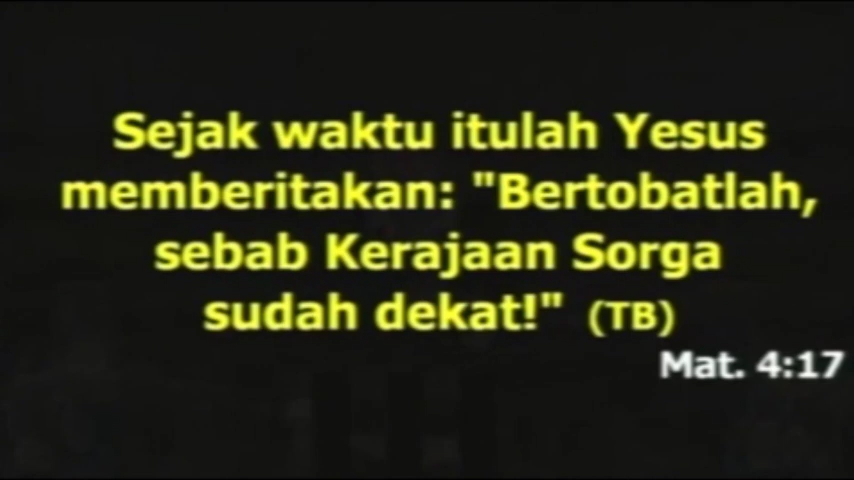 Sejak waktu itulah Yesus
memberitakan: "Bertobatlah,
sebab Kerajaan Sorga
sudah dekat!" (TB)
Mat. 4:17